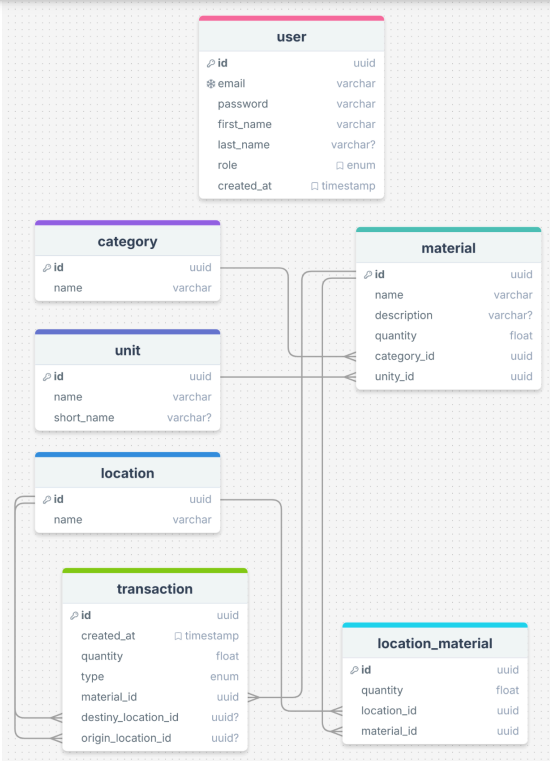 user
id uuid
email varchar
password varchar
first_name varchar
last_name varchar?
role enum
created_at timestamp
category
id uuid
name varchar
unit
id uuid
name varchar
short_name varchar?
location
id uuid
name varchar
transaction
id uuid
created_at timestamp
quantity float
type enum
material_id uuid
destiny_location_id uuid?
origin_location_id uuid?
material
id uuid
name varchar
description varchar?
quantity float
category_id uuid
unity_id uuid
location_material
id uuid
quantity float
location_id uuid
material_id uuid